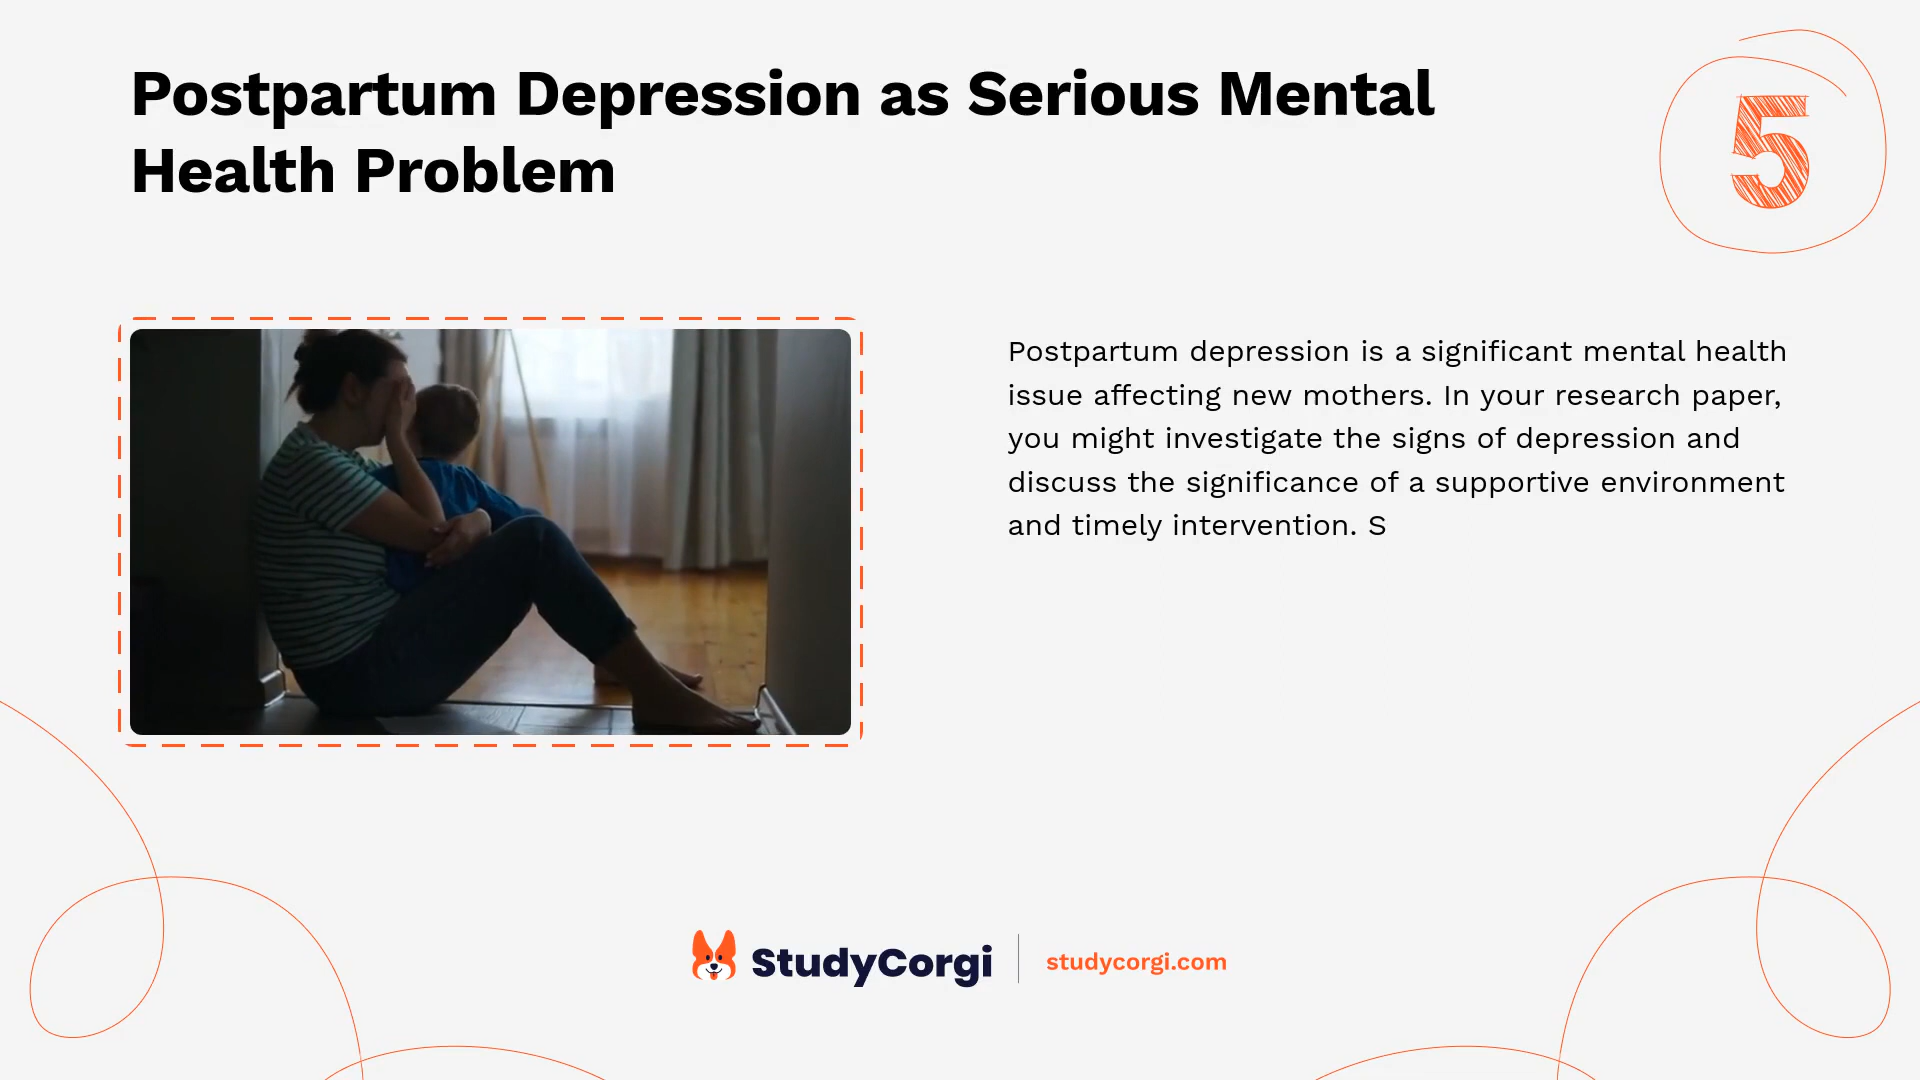 Postpartum Depression as Serious Mental
Health Problem
5
Postpartum depression is a significant mental health
issue affecting new mothers. In your research paper,
you might investigate the signs of depression and
discuss the significance of a supportive environment
and timely intervention. S
StudyCorgi
studycorgi.com